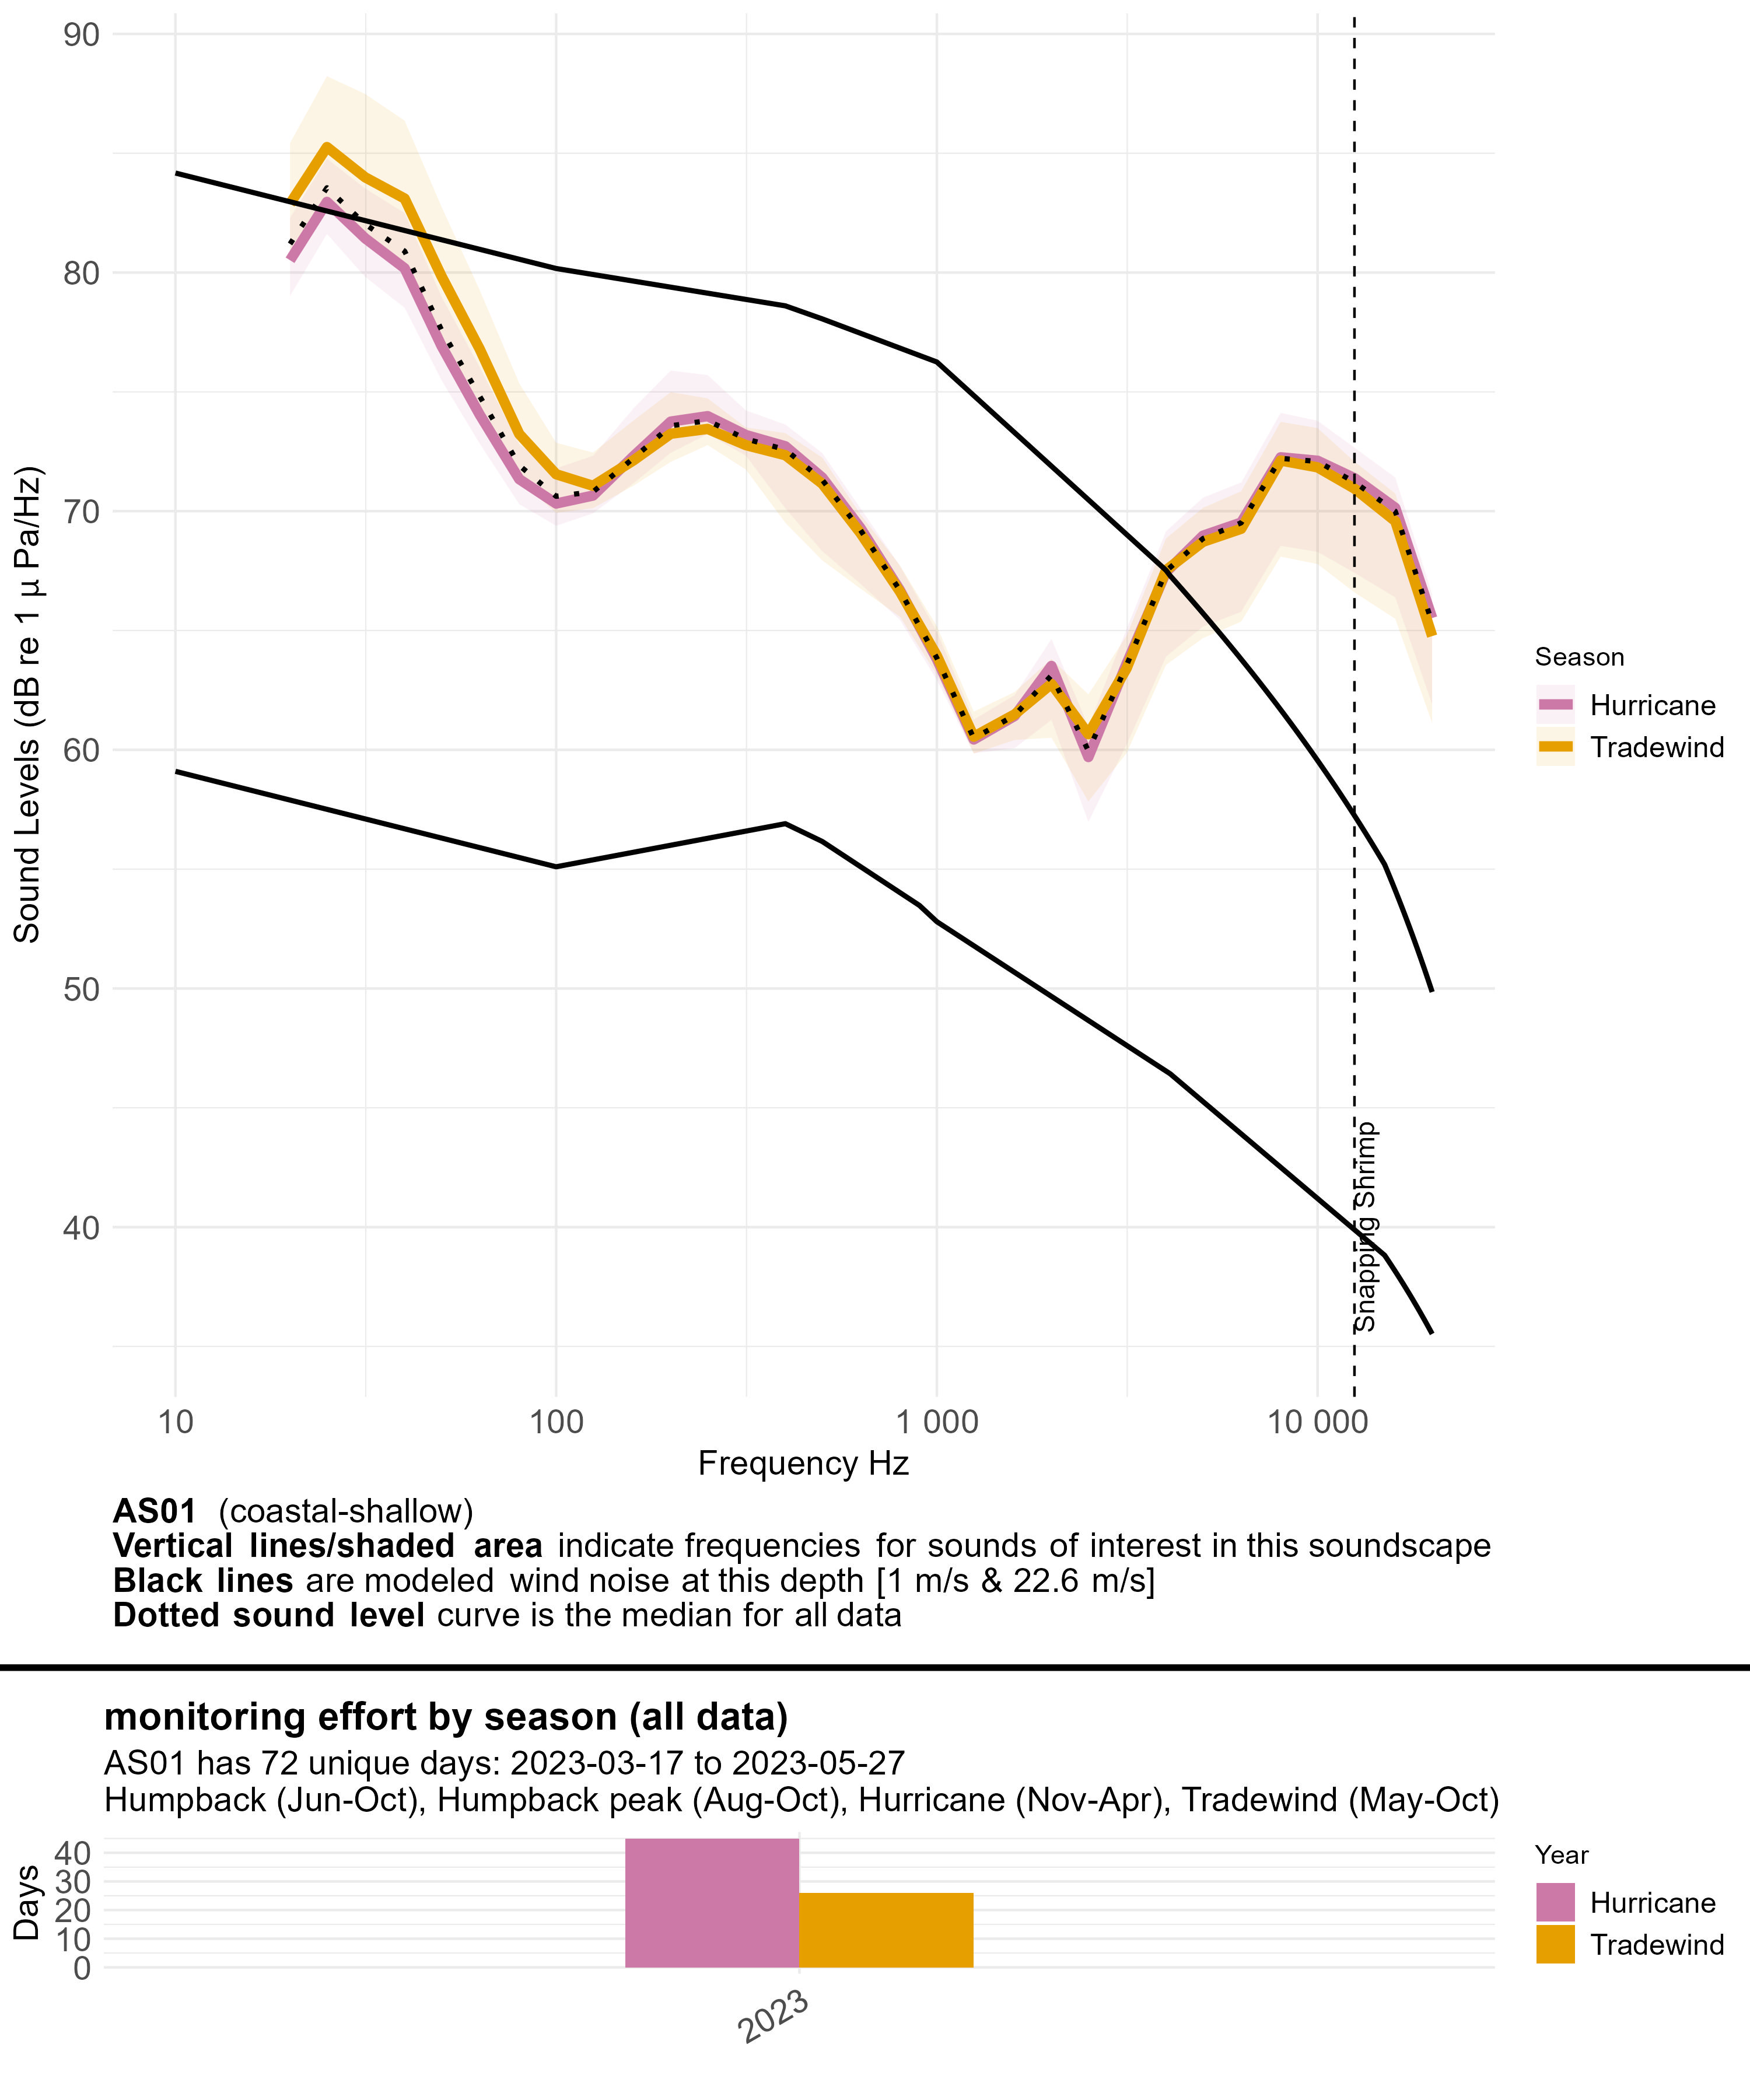 90
80
70
60
50
40
Sound Levels (dB re 1 µ Pa/Hz)
Snapping Shrimp
10
100
1 000
10 000
Frequency Hz
Season
Hurricane
Tradewind
AS01 (coastal-shallow)
Vertical lines/shaded area indicate frequencies for sounds of interest in this soundscape
Black lines are modeled wind noise at this depth [1 m/s & 22.6 m/s]
Dotted sound level curve is the median for all data
monitoring effort by season (all data)
AS01 has 72 unique days: 2023-03-17 to 2023-05-27
Humpback (Jun-Oct), Humpback peak (Aug-Oct), Hurricane (Nov-Apr), Tradewind (May-Oct)
40
30
20
10
0
Days
2023
Year
Hurricane
Tradewind